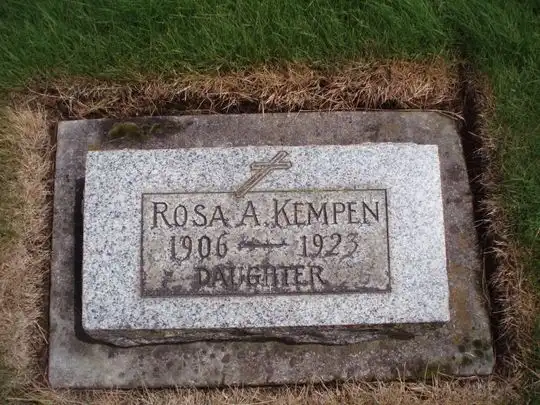 ROSA A. KEMPEN
1906 1923
DAUGHTER